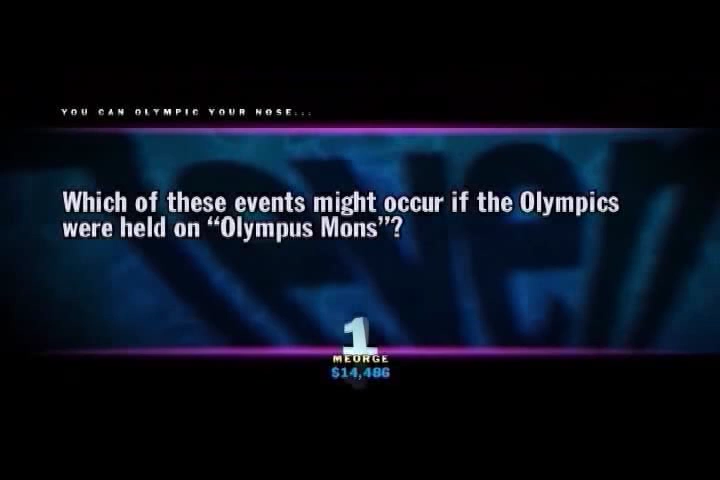 YOU CAN OLYMPIC YOUR NOSE...
Which of these events might occur if the Olympics
were held on “Olympus Mons”?
1
MEORGE
$14,486